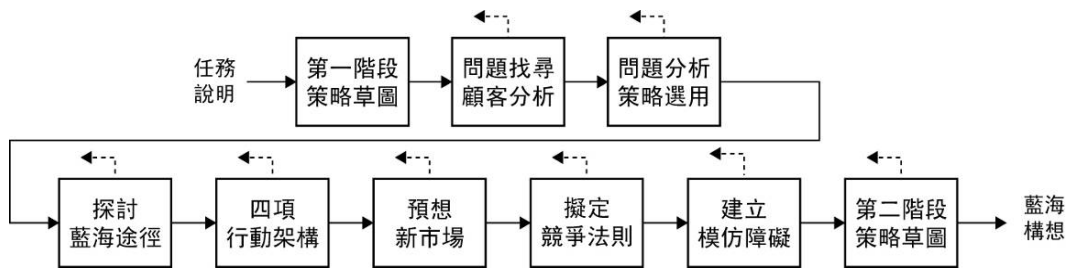 任務
說明
第一階段
策略草圖
問題找尋
顧客分析
問題分析
策略選用
探討
藍海途徑
四項
行動架構
預想
新市場
擬定
競爭法則
建立
模仿障礙
第二階段
策略草圖
藍海
構想